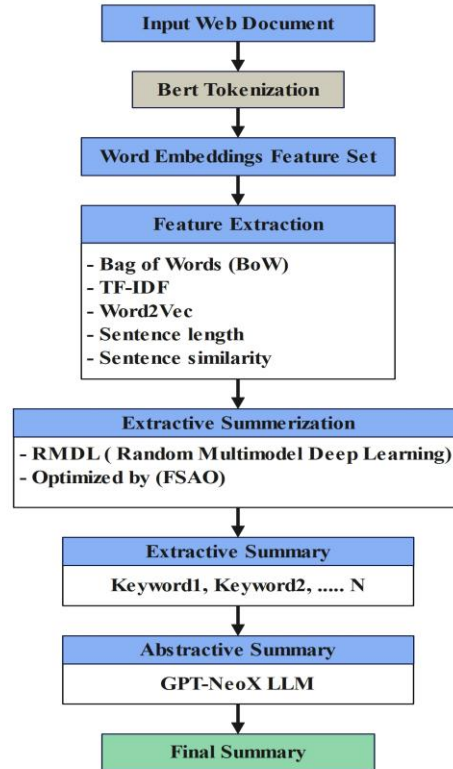 Input Web Document
Bert Tokenization
Word Embeddings Feature Set
Feature Extraction
- Bag of Words (BoW)
- TF-IDF
- Word2Vec
- Sentence length
- Sentence similarity
Extractive Summerization
- RMDL ( Random Multimodel Deep Learning)
- Optimized by (FSAO)
Extractive Summary
Keyword1, Keyword2, ..... N
Abstractive Summary
GPT-NeoX LLM
Final Summary